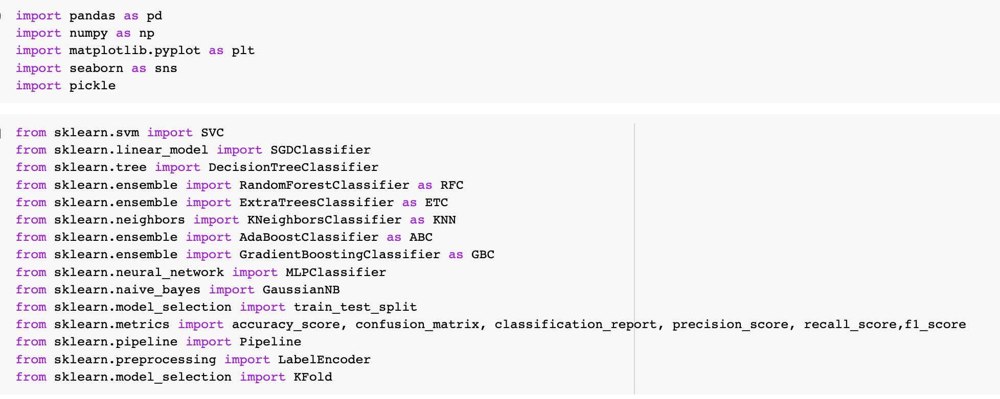 import pandas as pd
import numpy as np
import matplotlib.pyplot as plt
import seaborn as sns
import pickle
from sklearn.svm import SVC
from sklearn.linear_model import SGDClassifier
from sklearn.tree import DecisionTreeClassifier
from sklearn.ensemble import RandomForestClassifier as RFC
from sklearn.ensemble import ExtraTreesClassifier as ETC
from sklearn.neighbors import KNeighborsClassifier as KNN
from sklearn.ensemble import AdaBoostClassifier as ABC
from sklearn.ensemble import GradientBoostingClassifier as GBC
from sklearn.neural_network import MLPClassifier
from sklearn.naive_bayes import GaussianNB
from sklearn.model_selection import train_test_split
from sklearn.metrics import accuracy_score, confusion_matrix, classification_report, precision_score, recall_score,f1_score
from sklearn.pipeline import Pipeline
from sklearn.preprocessing import LabelEncoder
from sklearn.model_selection import KFold